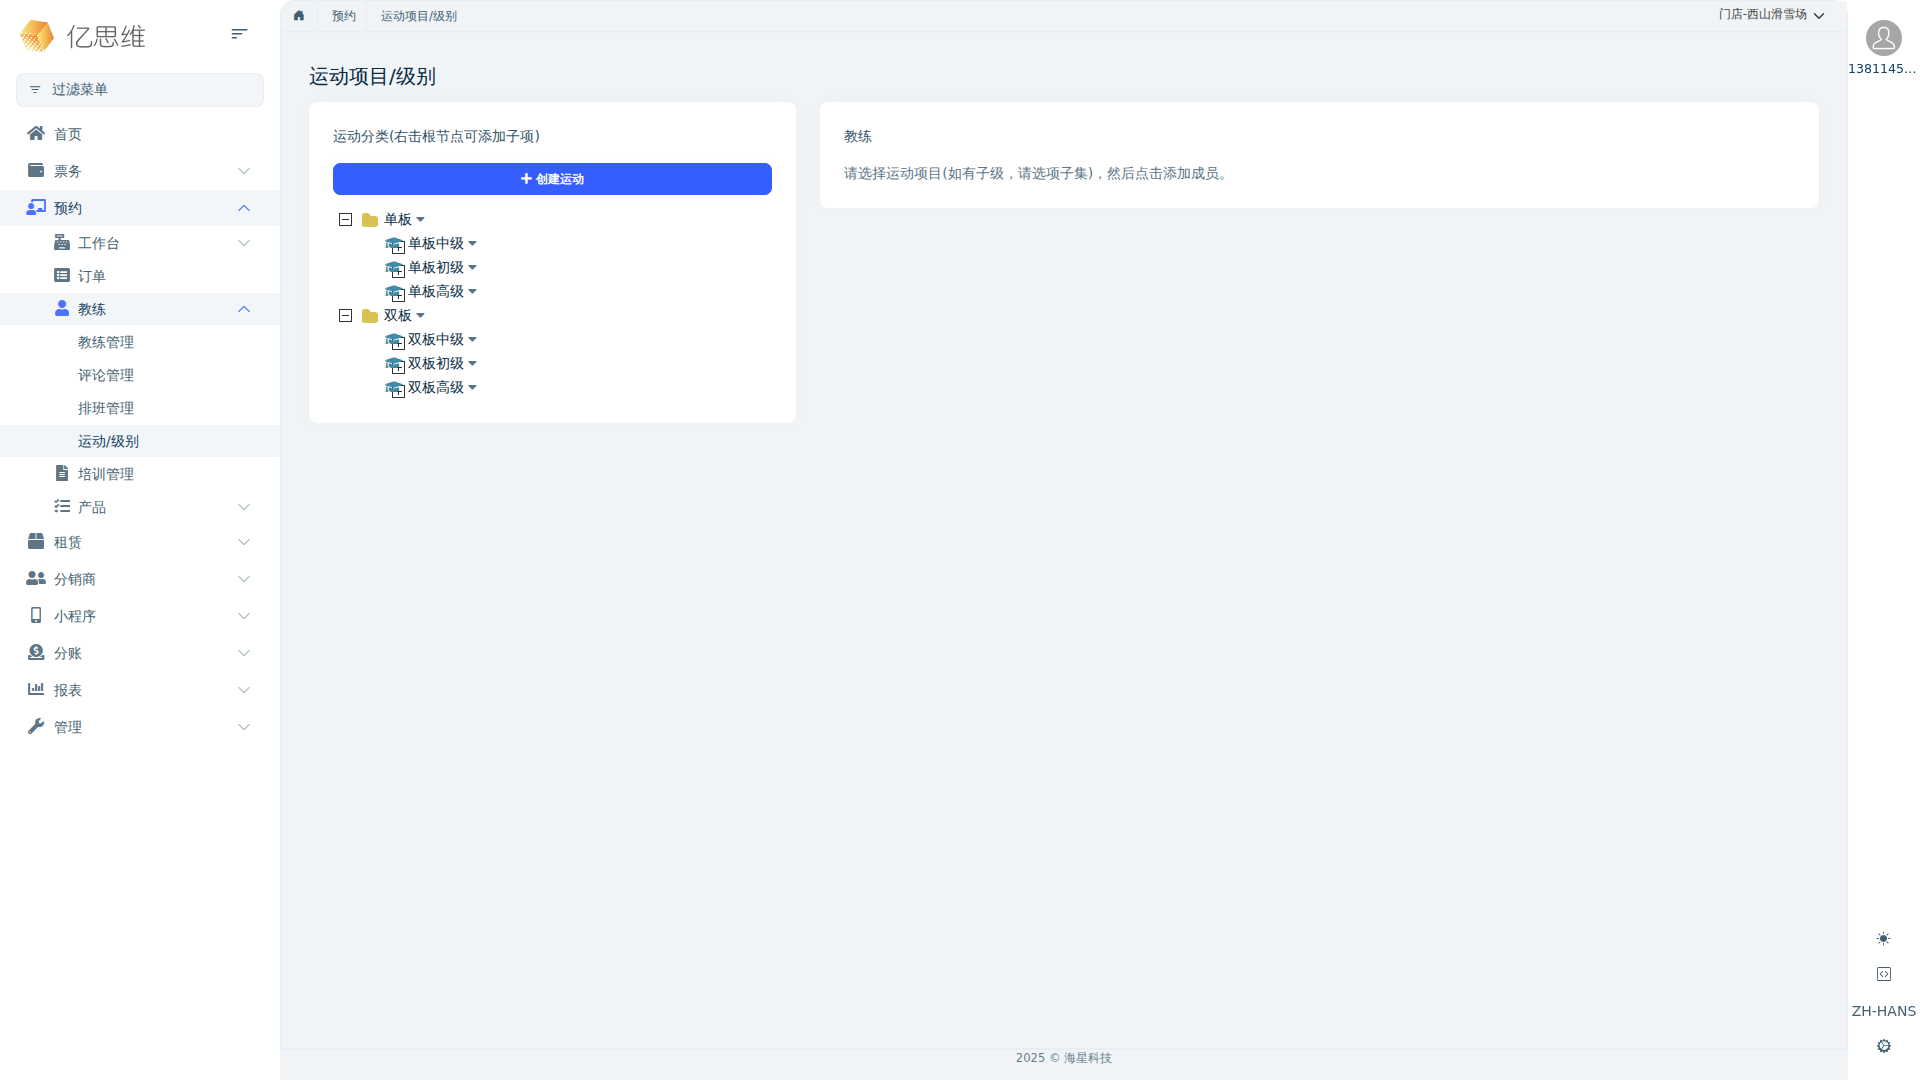 亿思维
过滤菜单
首页
票务
预约
工作台
订单
教练
教练管理
评论管理
排班管理
运动/级别
培训管理
产品
租赁
分销商
小程序
分账
报表
管理
预约
运动项目/级别
门店-西山滑雪场
运动项目/级别
运动分类(右击根节点可添加子项)
创建运动
单板
单板中级
单板初级
单板高级
双板
双板中级
双板初级
双板高级
教练
请选择运动项目(如有子级，请选项子集)，然后点击添加成员。
2025 © 海星科技
1381145...
ZH-HANS